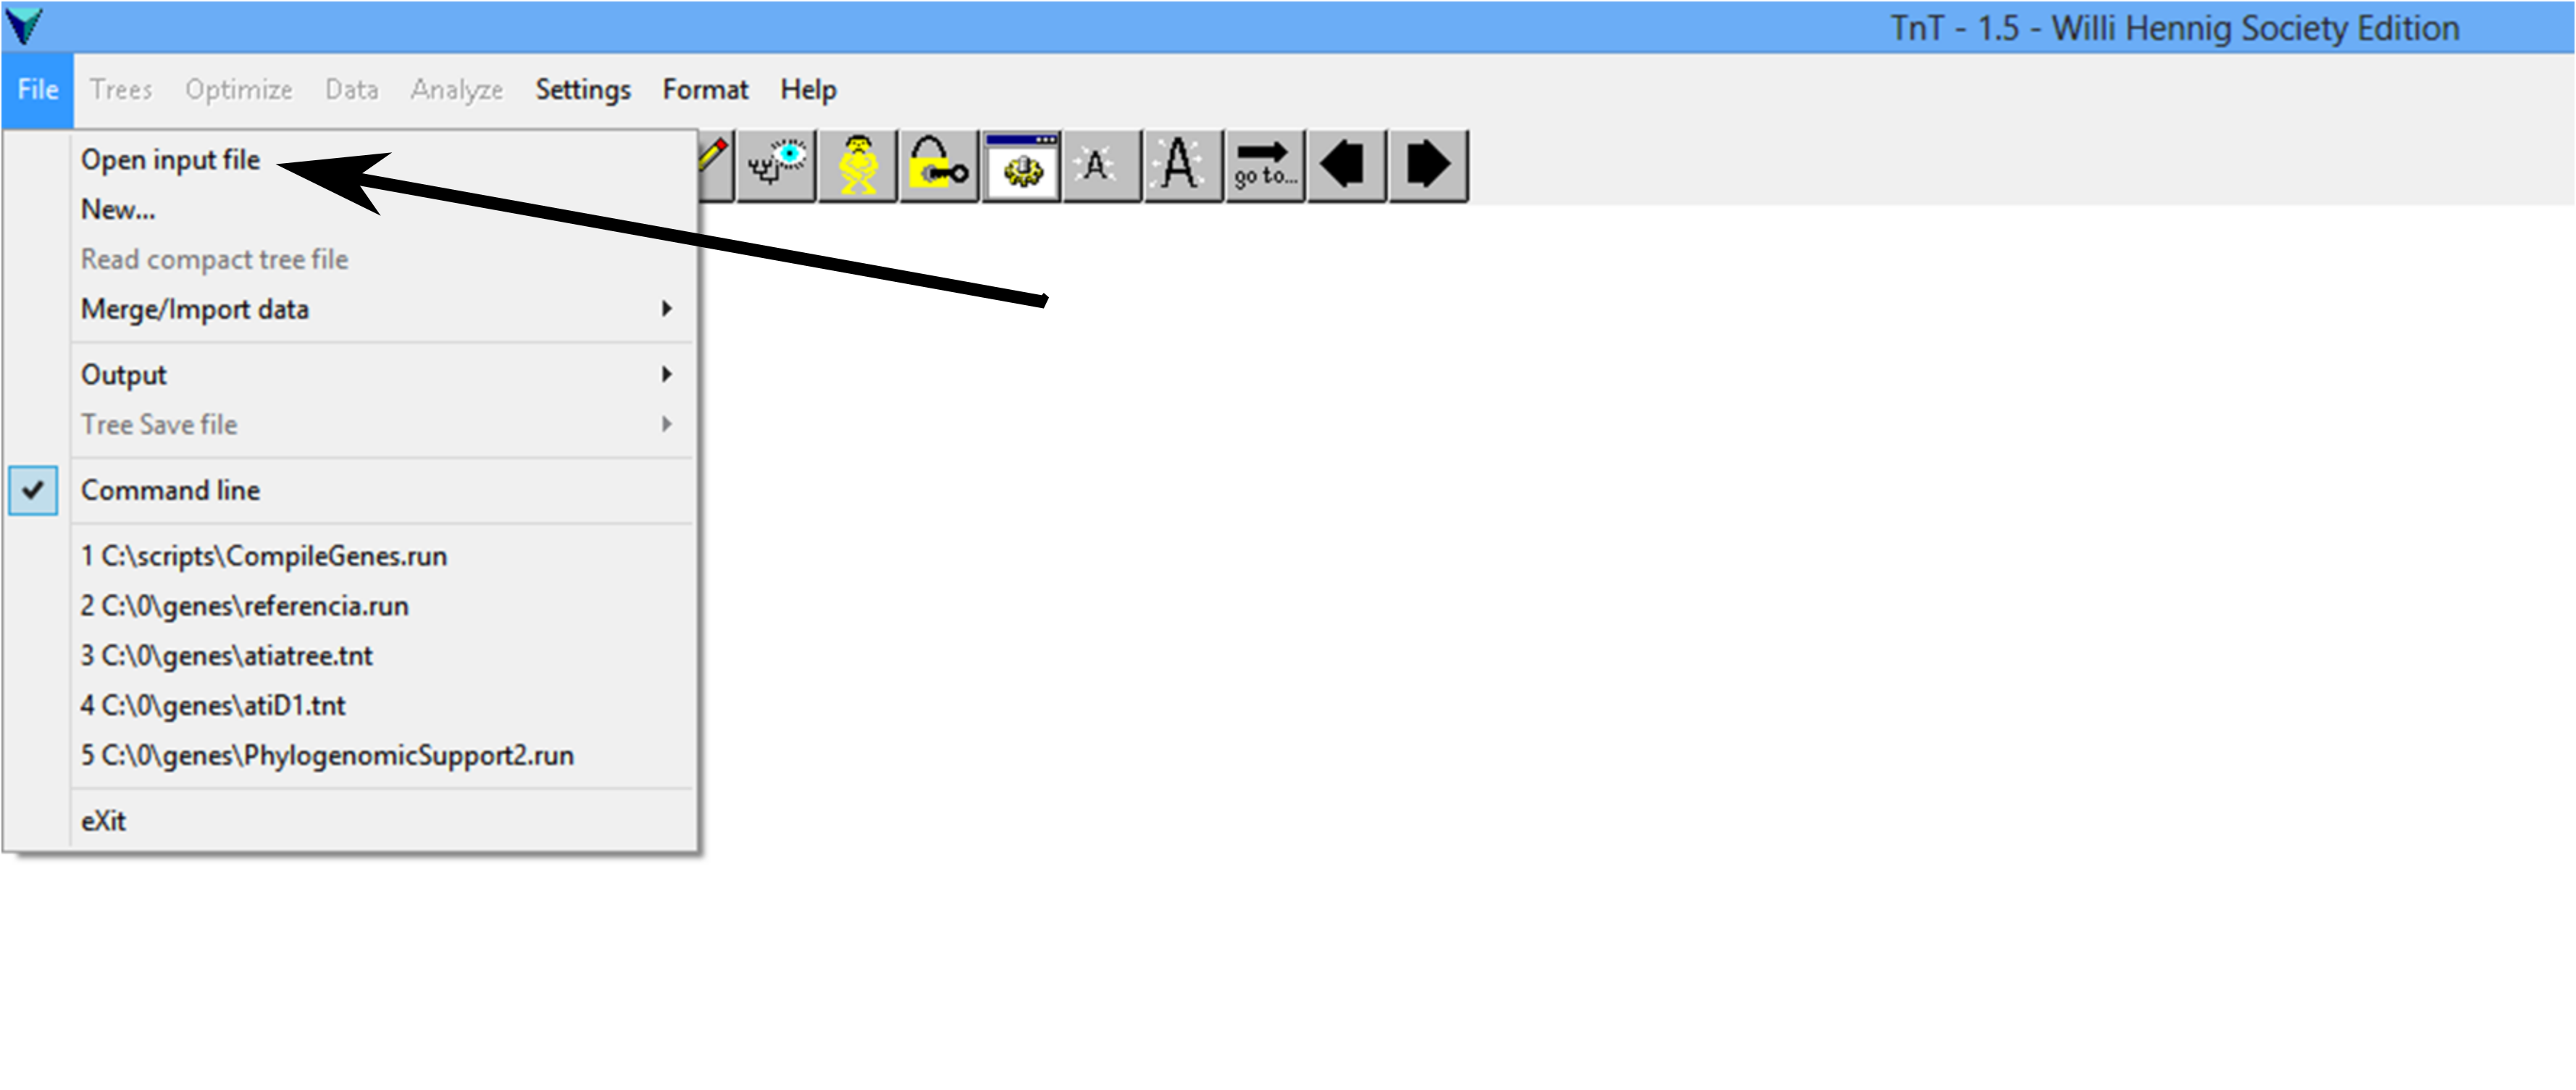 TnT - 1.5 - Willi Hennig Society Edition
File Trees Optimize Data Analyze Settings Format Help
Open input file
New...
Read compact tree file
Merge/Import data
Output
Tree Save file
Command line
1 C:\scripts\CompileGenes.run
2 C:\0\genes\referencia.run
3 C:\0\genes\atiatree.tnt
4 C:\0\genes\atiD1.tnt
5 C:\0\genes\PhylogenomicSupport2.run
eXit
A
A
go to...